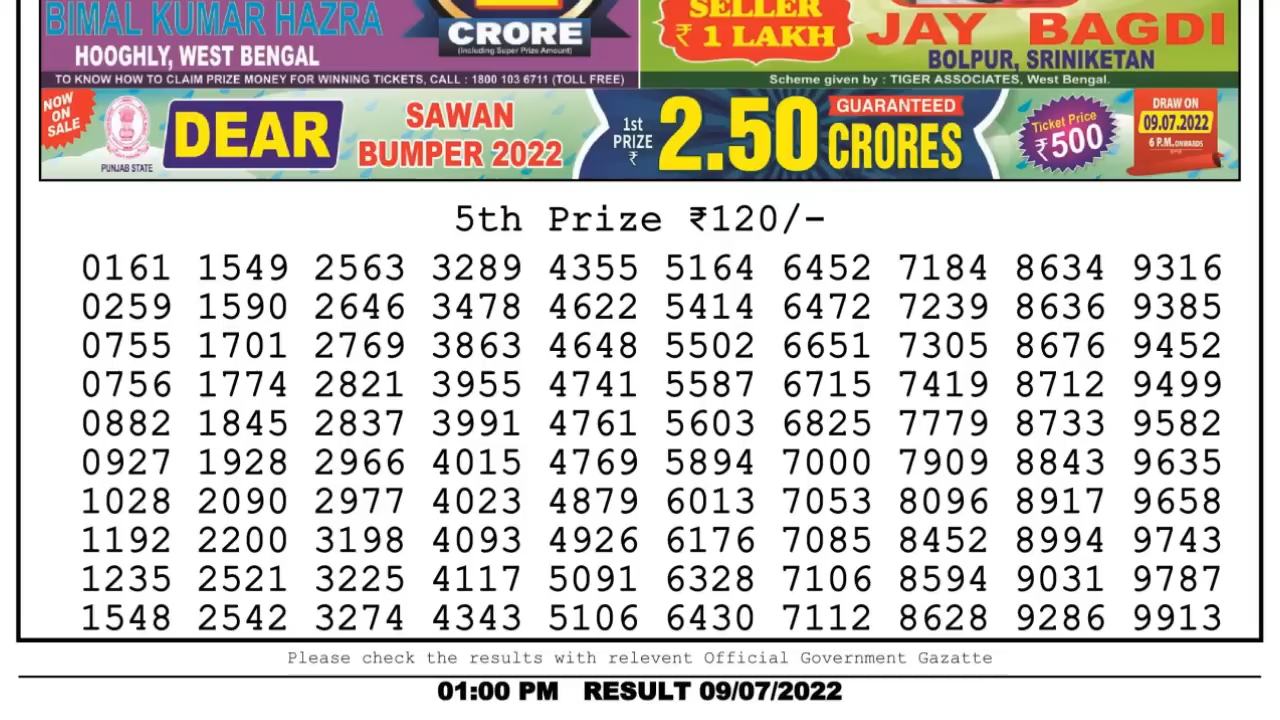 BIMAL KUMAR HAZRA
HOOGHLY, WEST BENGAL
CRORE
(Including Super Prize Amount)
SELLER
₹ 1 LAKH
JAY BAGDI
BOLPUR, SRINIKETAN
TO KNOW HOW TO CLAIM PRIZE MONEY FOR WINNING TICKETS, CALL : 1800 103 6711 (TOLL FREE)
Scheme given by : TIGER ASSOCIATES, West Bengal.
NOW
ON
SALE
PUNJAB STATE
DEAR
SAWAN
BUMPER 2022
1st
PRIZE
₹
2.50
GUARANTEED
CRORES
Ticket Price
₹500
DRAW ON
09.07.2022
6 P.M. ONWARDS
5th Prize ₹120/-
0161 1549 2563 3289 4355 5164 6452 7184 8634 9316
0259 1590 2646 3478 4622 5414 6472 7239 8636 9385
0755 1701 2769 3863 4648 5502 6651 7305 8676 9452
0756 1774 2821 3955 4741 5587 6715 7419 8712 9499
0882 1845 2837 3991 4761 5603 6825 7779 8733 9582
0927 1928 2966 4015 4769 5894 7000 7909 8843 9635
1028 2090 2977 4023 4879 6013 7053 8096 8917 9658
1192 2200 3198 4093 4926 6176 7085 8452 8994 9743
1235 2521 3225 4117 5091 6328 7106 8594 9031 9787
1548 2542 3274 4343 5106 6430 7112 8628 9286 9913
Please check the results with relevent Official Government Gazatte
01:00 PM RESULT 09/07/2022